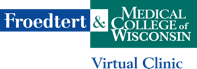 Froedtert & MEDICAL
COLLEGE OF
WISCONSIN
Virtual Clinic